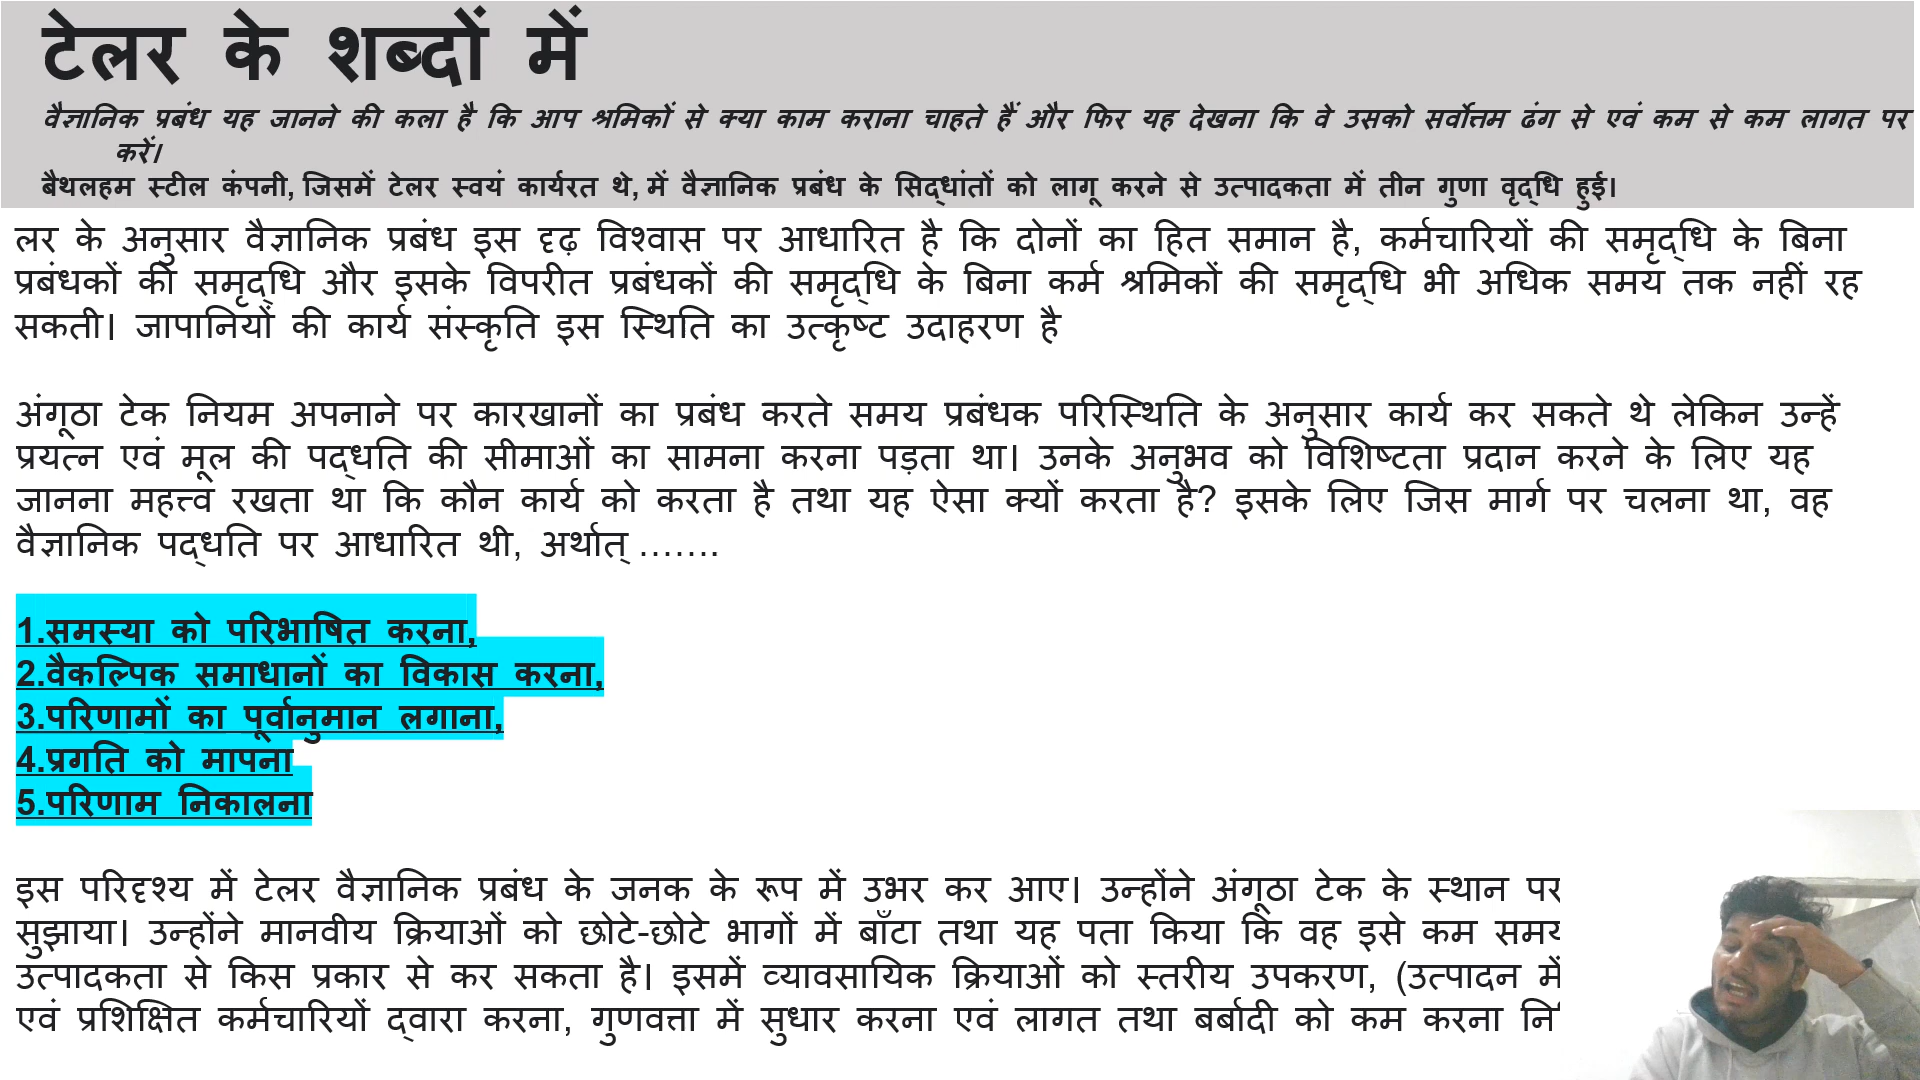 टेलर के शब्दों में
वैज्ञानिक प्रबंध यह जानने की कला है कि आप श्रमिकों से क्या काम कराना चाहते हैं और फिर यह देखना कि वे उसको सर्वोत्तम ढंग से एवं कम से कम लागत पर
करें।
बैथलहम स्टील कंपनी, जिसमें टेलर स्वयं कार्यरत थे, में वैज्ञानिक प्रबंध के सिद्धांतों को लागू करने से उत्पादकता में तीन गुणा वृद्धि हुई।
लर के अनुसार वैज्ञानिक प्रबंध इस दृढ़ विश्वास पर आधारित है कि दोनों का हित समान है, कर्मचारियों की समृद्धि के बिना
प्रबंधकों की समृद्धि और इसके विपरीत प्रबंधकों की समृद्धि के बिना कर्म श्रमिकों की समृद्धि भी अधिक समय तक नहीं रह
सकती। जापानियों की कार्य संस्कृति इस स्थिति का उत्कृष्ट उदाहरण है
अंगूठा टेक नियम अपनाने पर कारखानों का प्रबंध करते समय प्रबंधक परिस्थिति के अनुसार कार्य कर सकते थे लेकिन उन्हें
प्रयत्न एवं मूल की पद्धति की सीमाओं का सामना करना पड़ता था। उनके अनुभव को विशिष्टता प्रदान करने के लिए यह
जानना महत्त्व रखता था कि कौन कार्य को करता है तथा यह ऐसा क्यों करता है? इसके लिए जिस मार्ग पर चलना था, वह
वैज्ञानिक पद्धति पर आधारित थी, अर्थात् …….
1.समस्या को परिभाषित करना,
2.वैकल्पिक समाधानों का विकास करना,
3.परिणामों का पूर्वानुमान लगाना,
4.प्रगति को मापना
5.परिणाम निकालना
इस परिदृश्य में टेलर वैज्ञानिक प्रबंध के जनक के रूप में उभर कर आए। उन्होंने अंगूठा टेक के स्थान पर
सुझाया। उन्होंने मानवीय क्रियाओं को छोटे-छोटे भागों में बाँटा तथा यह पता किया कि वह इसे कम समय
उत्पादकता से किस प्रकार से कर सकता है। इसमें व्यावसायिक क्रियाओं को स्तरीय उपकरण, (उत्पादन में
एवं प्रशिक्षित कर्मचारियों द्वारा करना, गुणवत्ता में सुधार करना एवं लागत तथा बर्बादी को कम करना